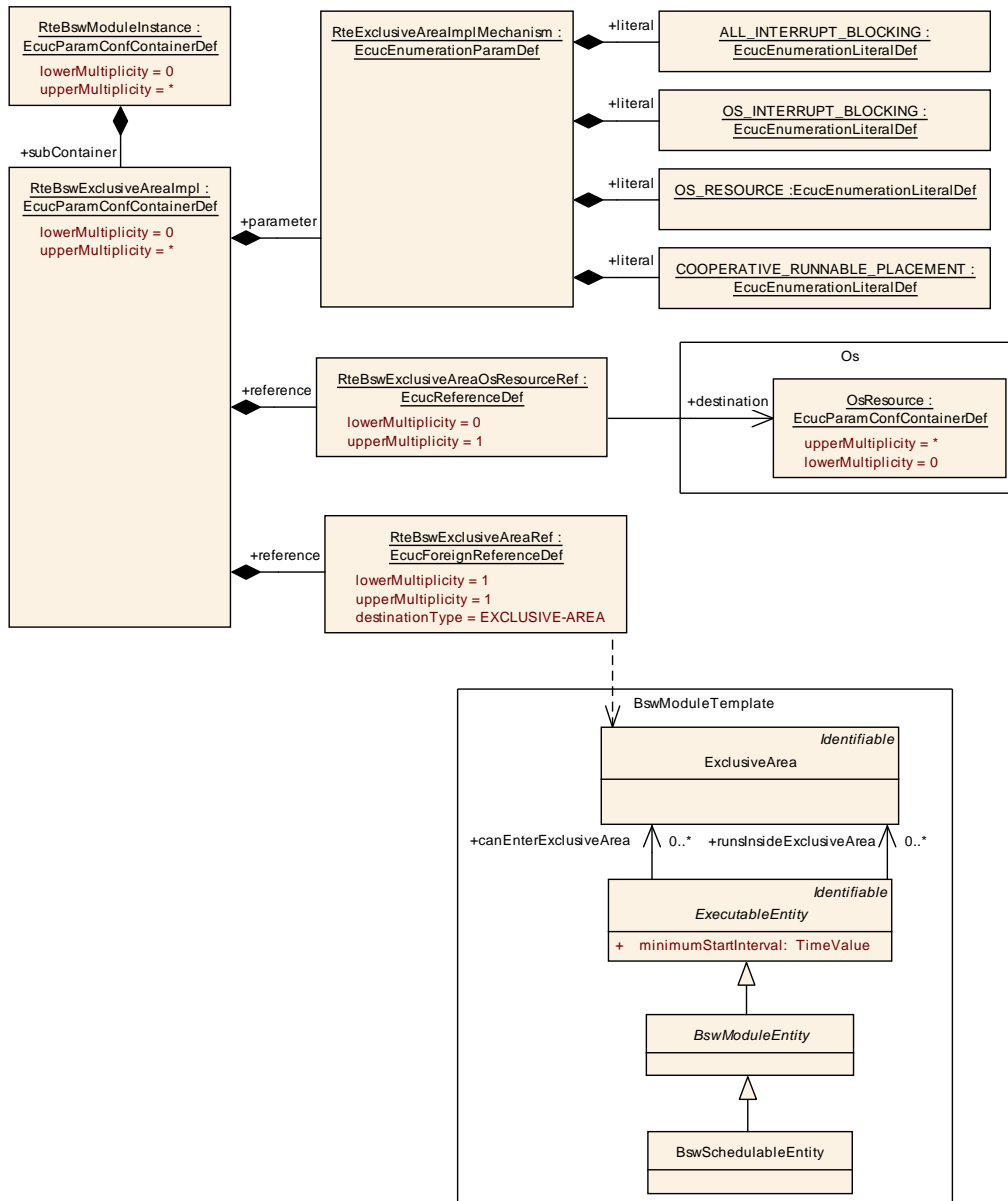 RteBswModuleInstance :
EcucParamConfContainerDef
lowerMultiplicity = 0
upperMultiplicity = *
+subContainer
RteBswExclusiveAreaImpl :
EcucParamConfContainerDef
lowerMultiplicity = 0
upperMultiplicity = *
+parameter
RteExclusiveAreaImplMechanism :
EcucEnumerationParamDef
+literal
ALL_INTERRUPT_BLOCKING :
EcucEnumerationLiteralDef
+literal
OS_INTERRUPT_BLOCKING :
EcucEnumerationLiteralDef
+literal
OS_RESOURCE :EcucEnumerationLiteralDef
+literal
COOPERATIVE_RUNNABLE_PLACEMENT :
EcucEnumerationLiteralDef
+reference
RteBswExclusiveAreaOsResourceRef :
EcucReferenceDef
lowerMultiplicity = 0
upperMultiplicity = 1
+destination
Os
OsResource :
EcucParamConfContainerDef
upperMultiplicity = *
lowerMultiplicity = 0
+reference
RteBswExclusiveAreaRef :
EcucForeignReferenceDef
lowerMultiplicity = 1
upperMultiplicity = 1
destinationType = EXCLUSIVE-AREA
BswModuleTemplate
Identifiable
ExclusiveArea
+canEnterExclusiveArea 0..* +runsInsideExclusiveArea 0..*
Identifiable
ExecutableEntity
+ minimumStartInterval: TimeValue
BswModuleEntity
BswSchedulableEntity